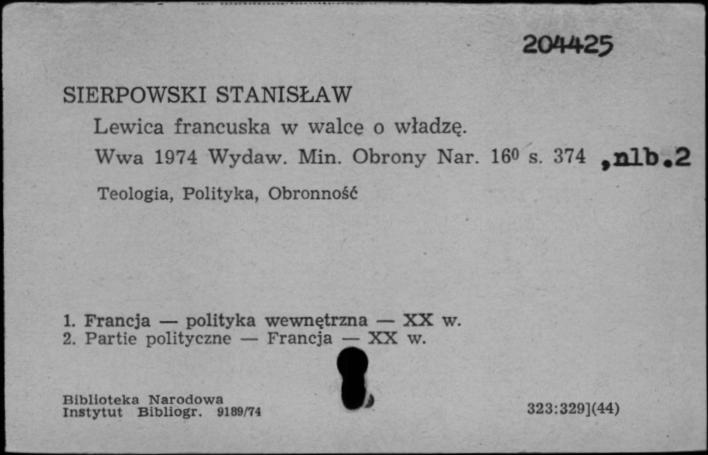 204425
SIERPOWSKI STANISŁAW
Lewica francuska w walce o władzę.
Wwa 1974 Wydaw. Min. Obrony Nar. 16⁰ s. 374 ,nlb.2
Teologia, Polityka, Obronność
1. Francja — polityka wewnętrzna — XX w.
2. Partie polityczne — Francja — XX w.
Biblioteka Narodowa
Instytut Bibliogr. 9189/74
323:329](44)